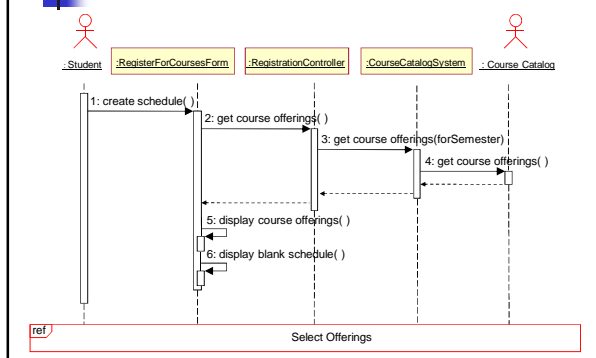 : Student
:RegisterForCoursesForm
:RegistrationController
:CourseCatalogSystem
: Course Catalog
1: create schedule( )
2: get course offerings( )
3: get course offerings(forSemester)
4: get course offerings( )
5: display course offerings( )
6: display blank schedule( )
ref
Select Offerings